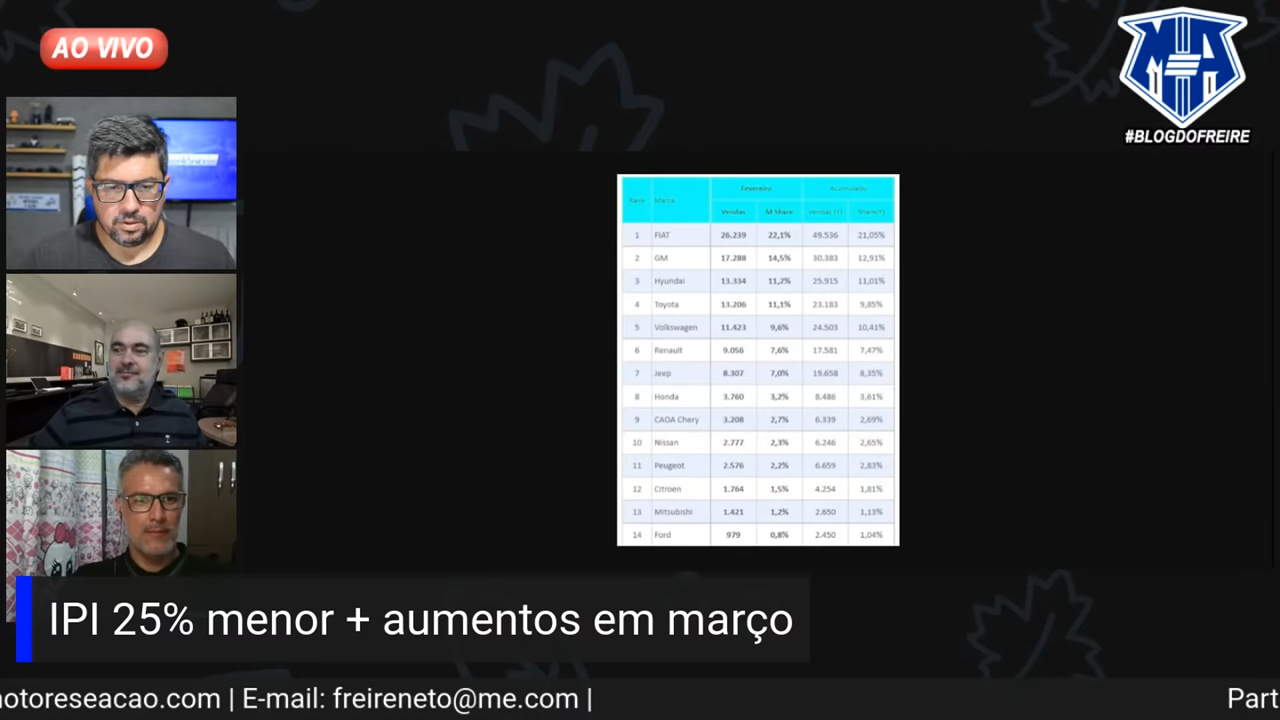 AO VIVO
MA
#BLOGDOFREIRE
Rank Marca Fevereiro Acumulado
Vendas M Share Vendas (Y) Share(Y)
1 FIAT 26.239 22,1% 49.536 21,05%
2 GM 17.288 14,5% 30.383 12,91%
3 Hyundai 13.334 11,2% 25.915 11,01%
4 Toyota 13.206 11,1% 23.183 9,85%
5 Volkswagen 11.423 9,6% 24.503 10,41%
6 Renault 9.056 7,6% 17.581 7,47%
7 Jeep 8.307 7,0% 19.658 8,35%
8 Honda 3.760 3,2% 8.486 3,61%
9 CAOA Chery 3.208 2,7% 6.339 2,69%
10 Nissan 2.777 2,3% 6.246 2,65%
11 Peugeot 2.576 2,2% 6.659 2,83%
12 Citroen 1.764 1,5% 4.254 1,81%
13 Mitsubishi 1.421 1,2% 2.650 1,13%
14 Ford 979 0,8% 2.450 1,04%
IPI 25% menor + aumentos em março
notoreseacao.com | E-mail: freireneto@me.com | Part